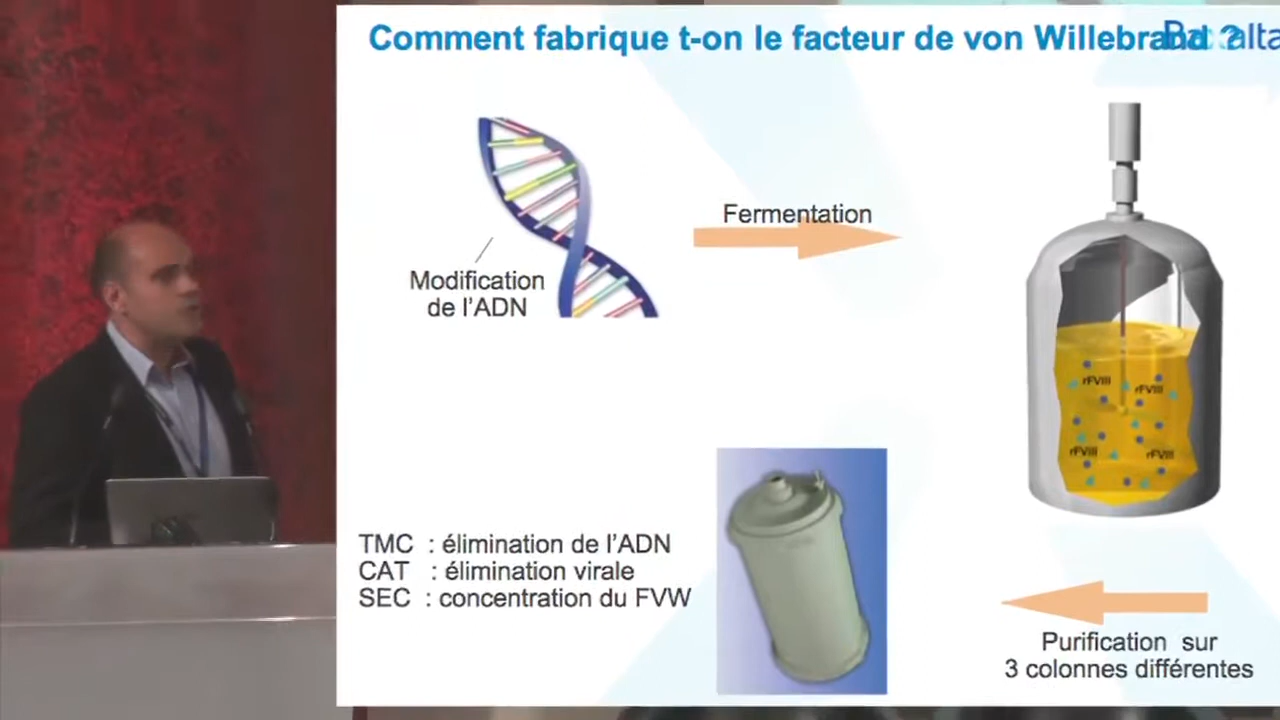 Comment fabrique t-on le facteur de von Willebrand ?
Fermentation
Modification
de l'ADN
rFVIII
rFVIII
rFVIII
rFVIII
TMC : élimination de l'ADN
CAT : élimination virale
SEC : concentration du FVW
Purification sur
3 colonnes différentes